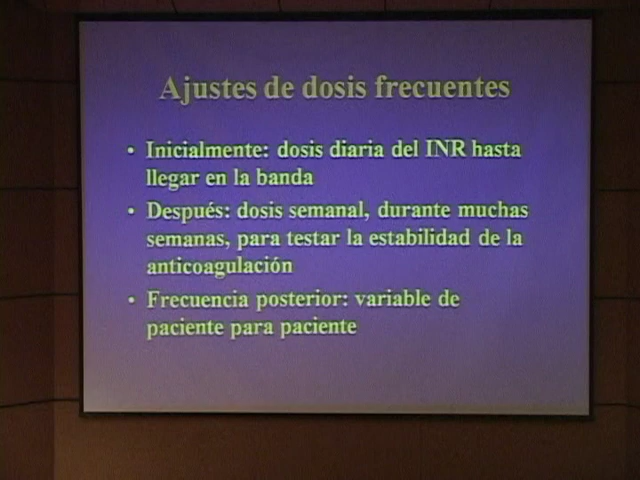 Ajustes de dosis frecuentes
• Inicialmente: dosis diaria del INR hasta
llegar en la banda
• Después: dosis semanal, durante muchas
semanas, para testar la estabilidad de la
anticoagulación
• Frecuencia posterior: variable de
paciente para paciente